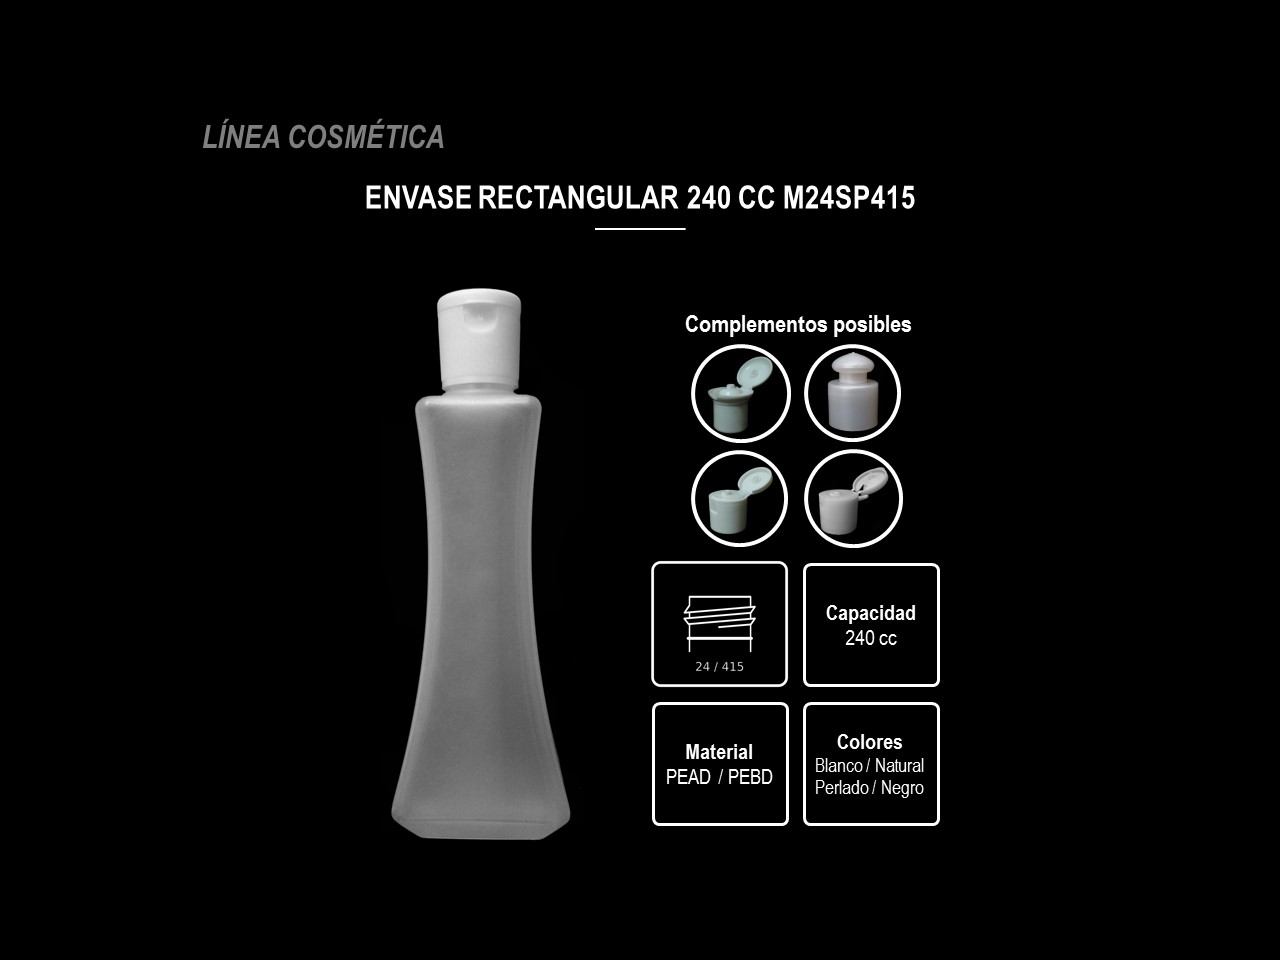 LÍNEA COSMÉTICA
ENVASE RECTANGULAR 240 CC M24SP415
Complementos posibles
24 / 415
Capacidad
240 cc
Material
PEAD / PEBD
Colores
Blanco / Natural
Perlado / Negro